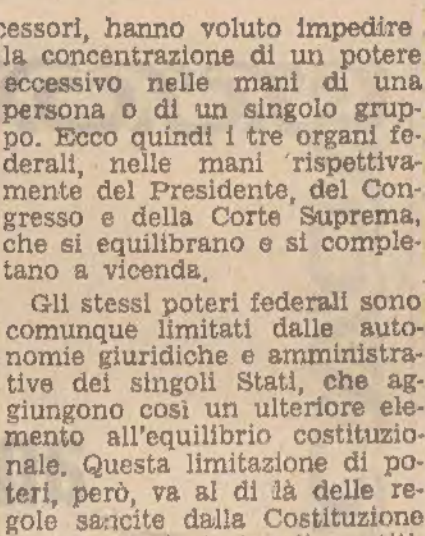 cessori, hanno voluto impedire
la concentrazione di un potere
eccessivo nelle mani di una
persona o di un singolo grup-
po. Ecco quindi i tre organi fe-
derali, nelle mani rispettiva-
mente del Presidente, del Con-
gresso e della Corte Suprema,
che si equilibrano e si comple-
tano a vicenda.
Gli stessi poteri federali sono
comunque limitati dalle auto-
nomie giuridiche e amministra-
tive dei singoli Stati, che ag-
giungono così un ulteriore ele-
mento all'equilibrio costituzio-
nale. Questa limitazione di po-
teri, però, va al di là delle re-
gole sancite dalla Costituzione